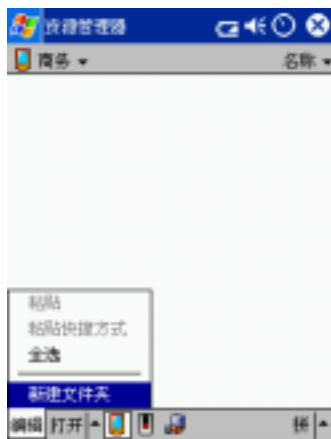 资源管理器
商务 名称
粘贴
粘贴快捷方式
全选
新建文件夹
编辑 打开 拼